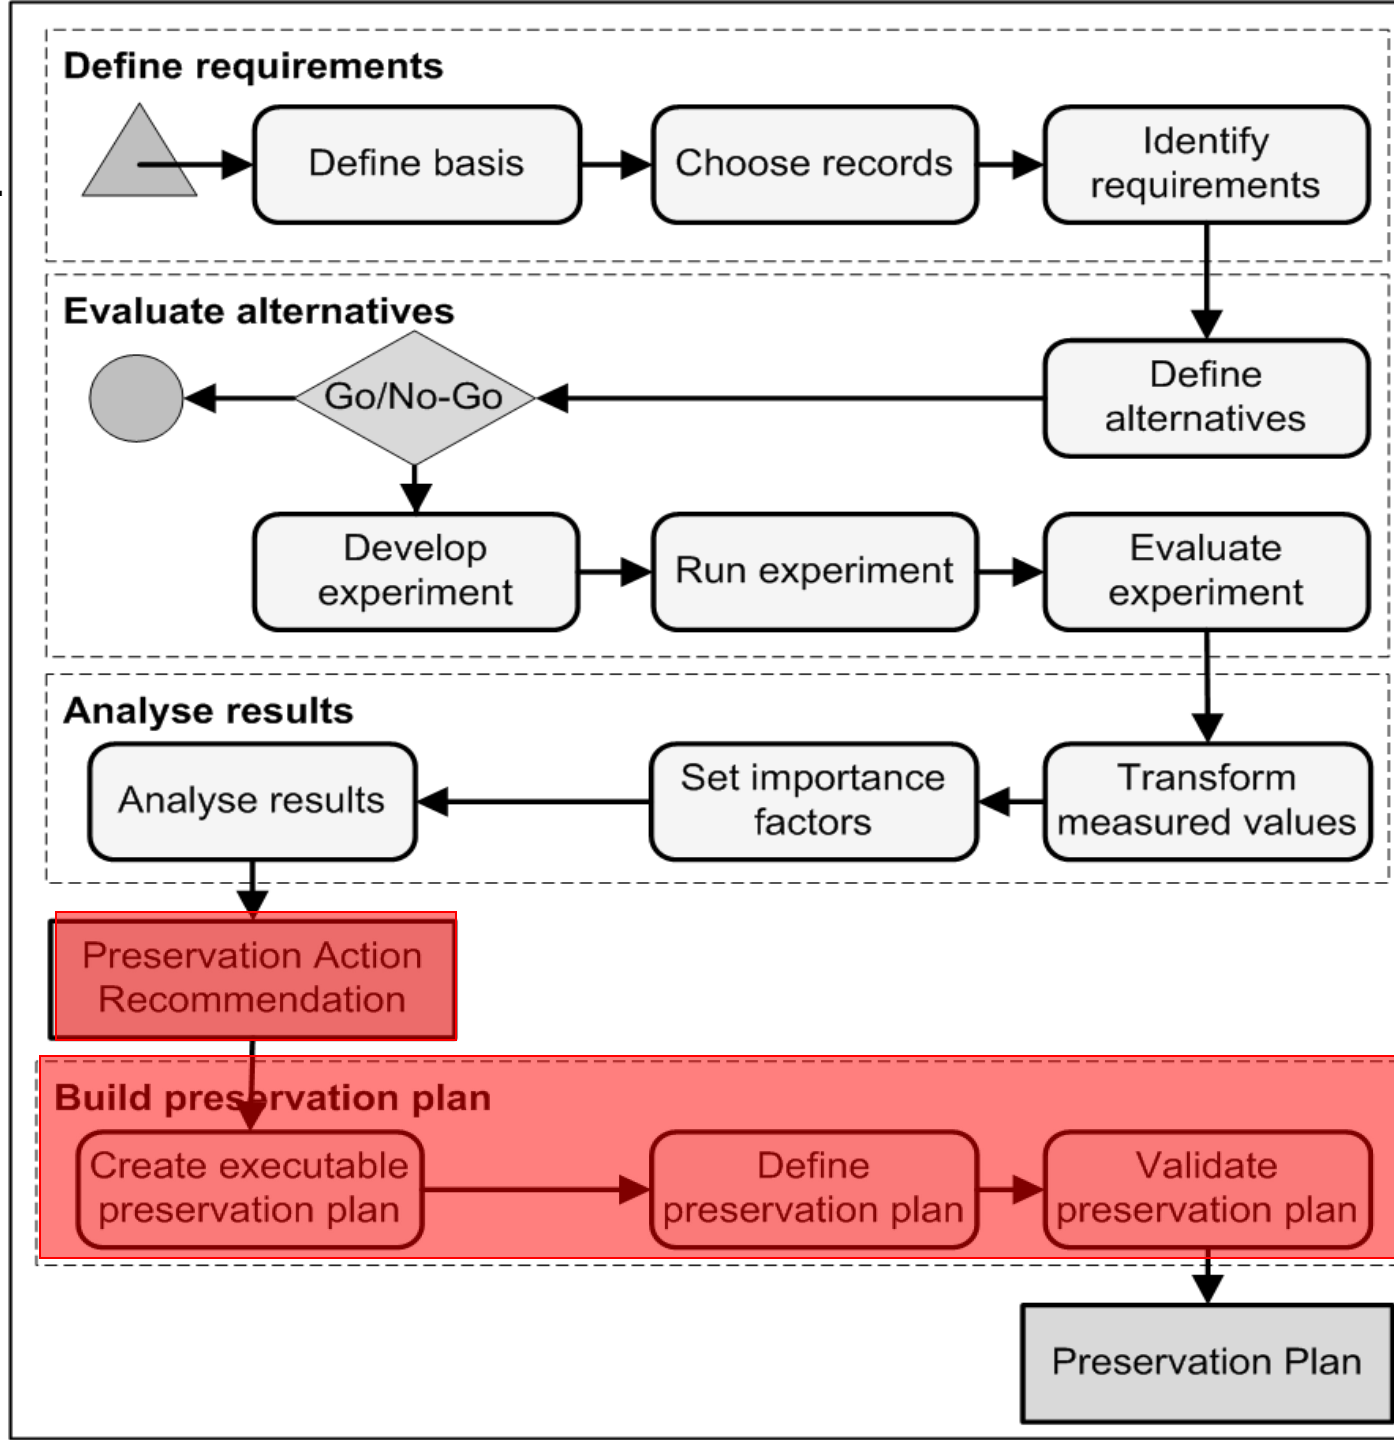 Define requirements
Define basis
Choose records
Identify
requirements
Evaluate alternatives
Go/No-Go
Define
alternatives
Develop
experiment
Run experiment
Evaluate
experiment
Analyse results
Analyse results
Set importance
factors
Transform
measured values
Preservation Action
Recommendation
Build preservation plan
Create executable
preservation plan
Define
preservation plan
Validate
preservation plan
Preservation Plan